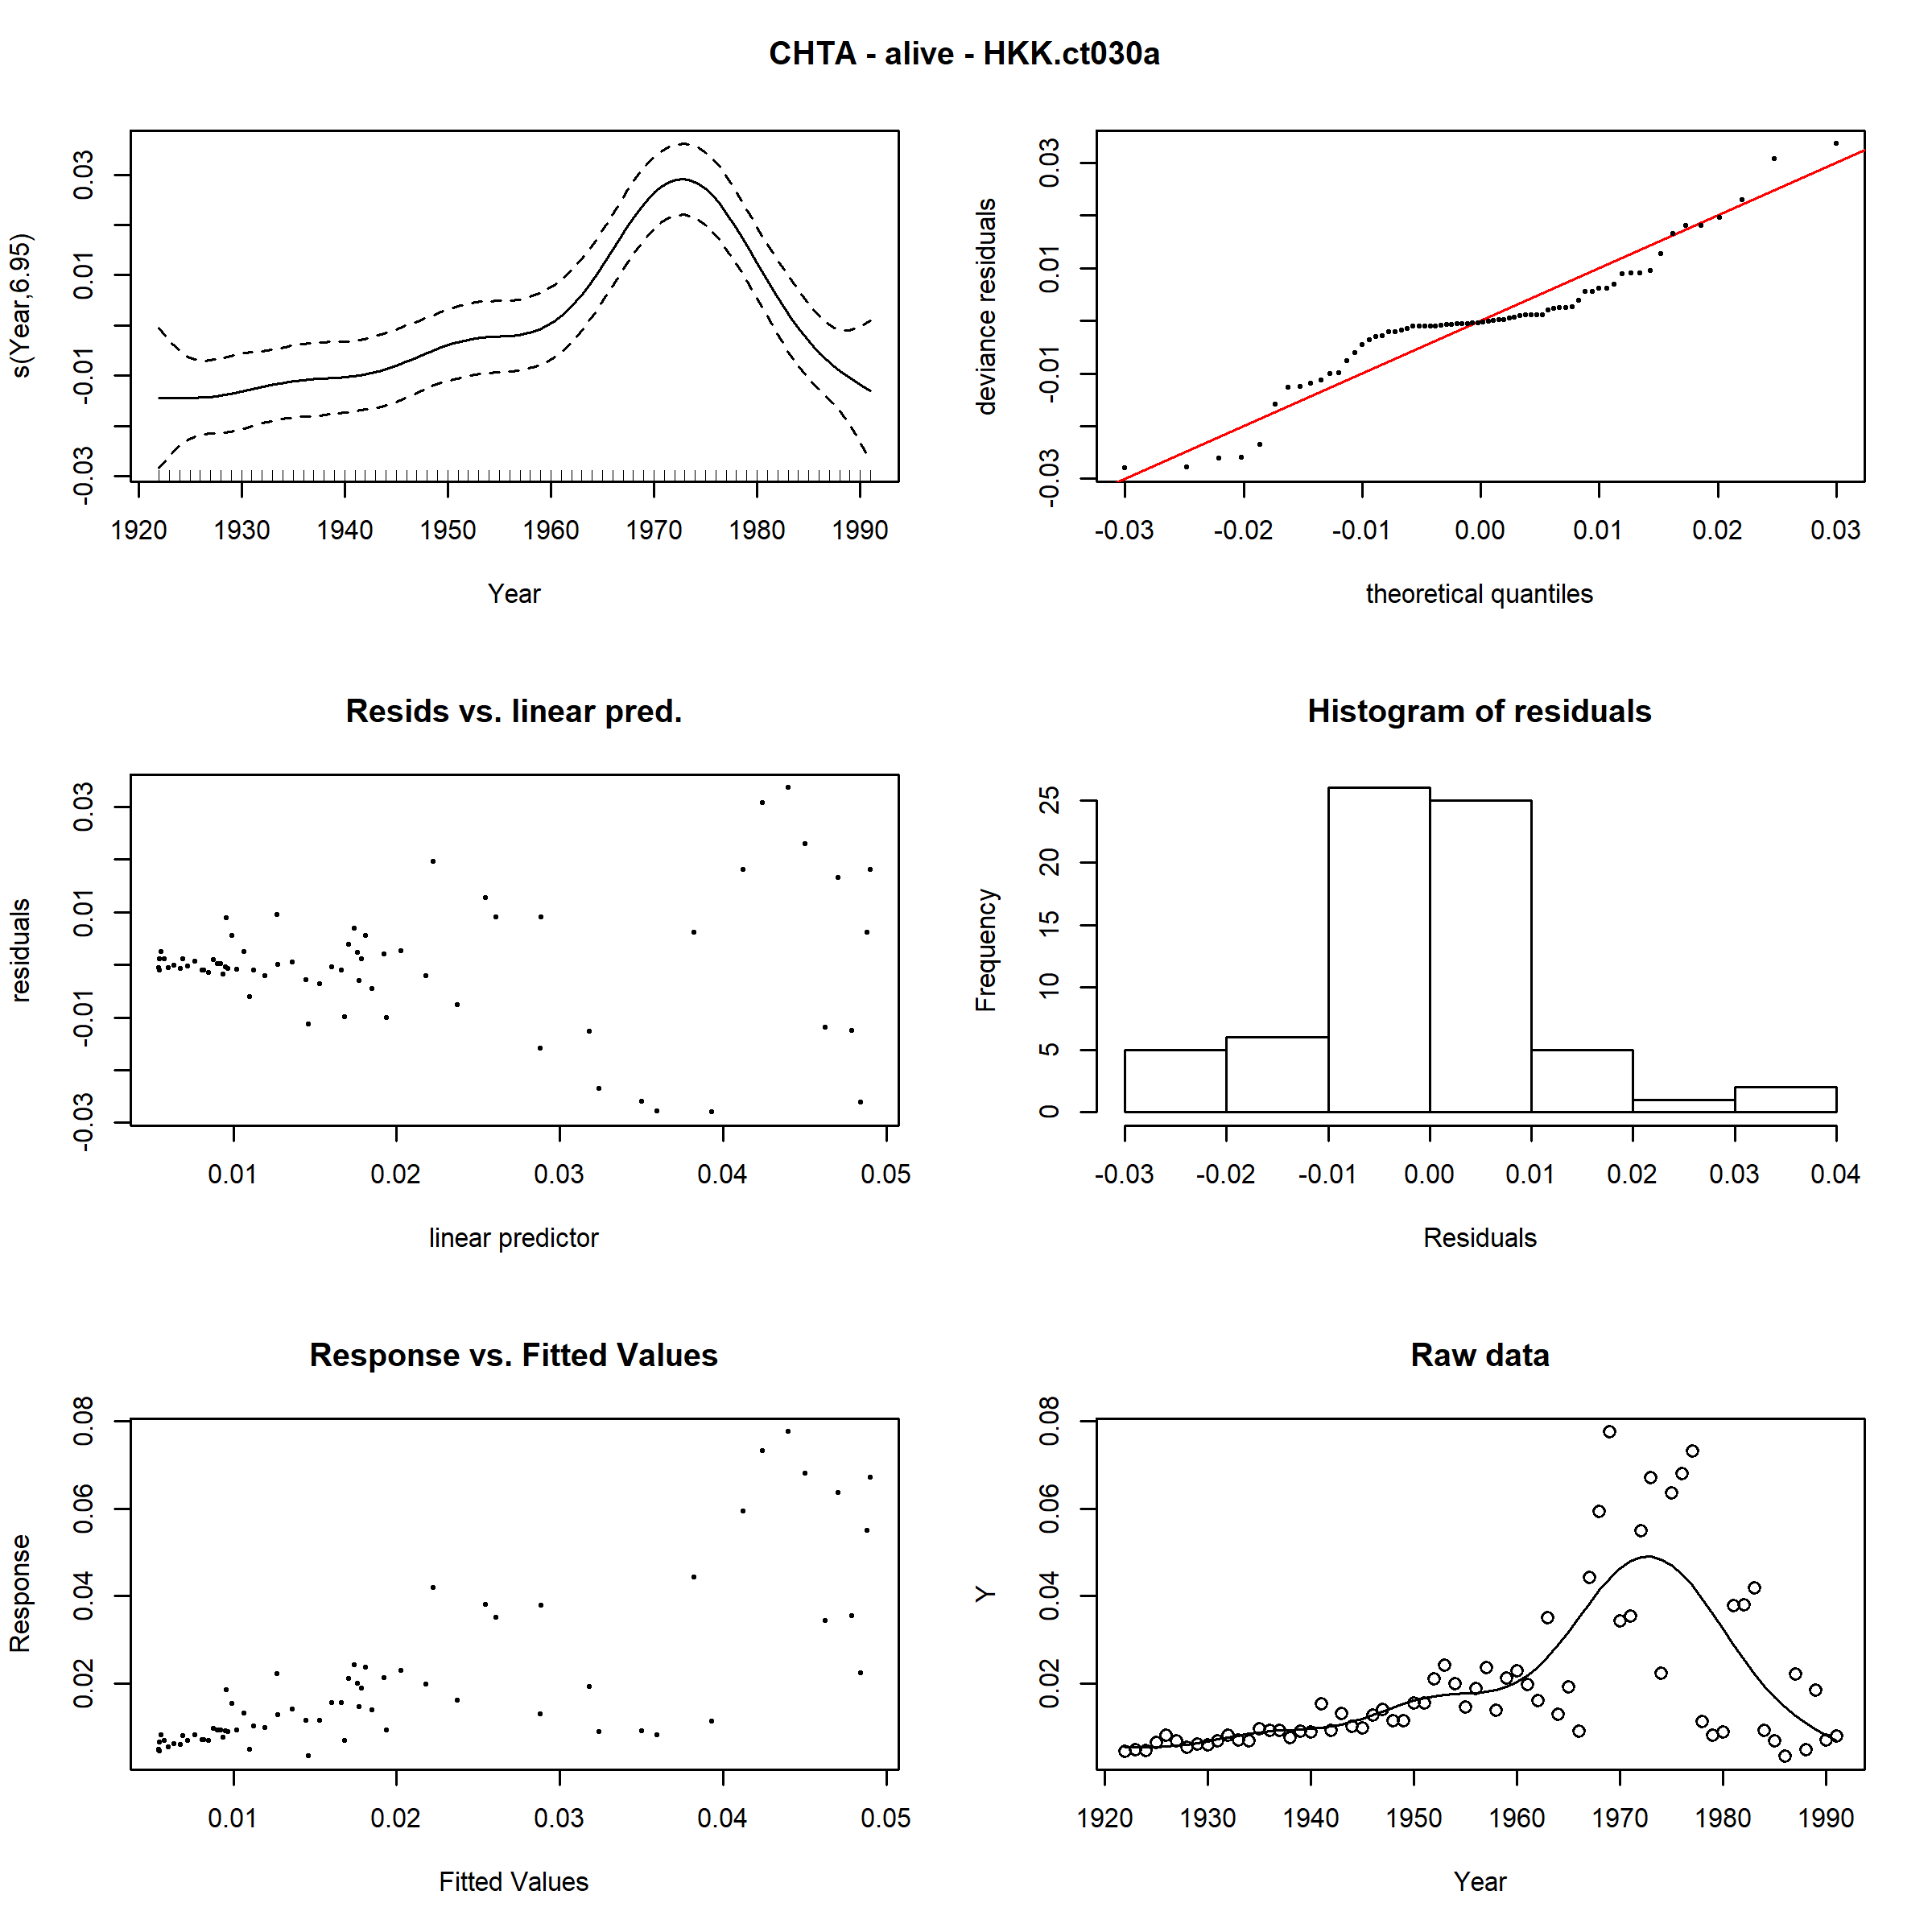 CHTA - alive - HKK.ct030a
s(Year,6.95)
-0.03 -0.01 0.01 0.03
1920 1930 1940 1950 1960 1970 1980 1990
Year
deviance residuals
-0.03 -0.01 0.01 0.03
-0.03 -0.02 -0.01 0.00 0.01 0.02 0.03
theoretical quantiles
Resids vs. linear pred.
residuals
-0.03 -0.01 0.01 0.03
0.01 0.02 0.03 0.04 0.05
linear predictor
Histogram of residuals
Frequency
0 5 10 15 20 25
-0.03 -0.02 -0.01 0.00 0.01 0.02 0.03 0.04
Residuals
Response vs. Fitted Values
Response
0.02 0.04 0.06 0.08
0.01 0.02 0.03 0.04 0.05
Fitted Values
Raw data
Y
0.02 0.04 0.06 0.08
1920 1930 1940 1950 1960 1970 1980 1990
Year